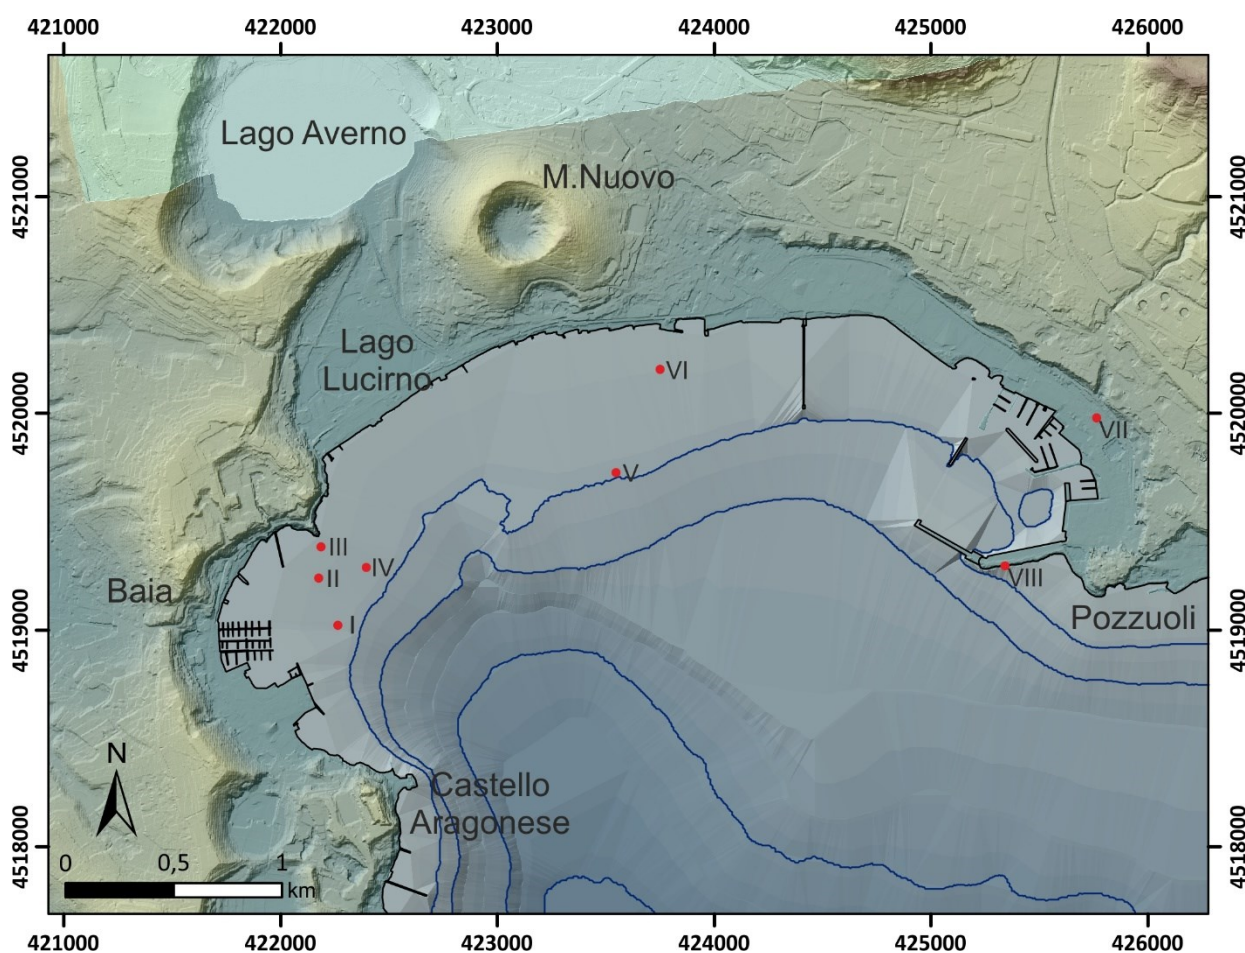 421000 422000 423000 424000 425000 426000
Lago Averno
M.Nuovo
4521000
4521000
Lago
Lucirno
VI
4520000
4520000
VII
V
III
IV
II
VIII
Baia
I
Pozzuoli
4519000
4519000
N
Castello
Aragonese
4518000
4518000
0 0,5 1
km
421000 422000 423000 424000 425000 426000